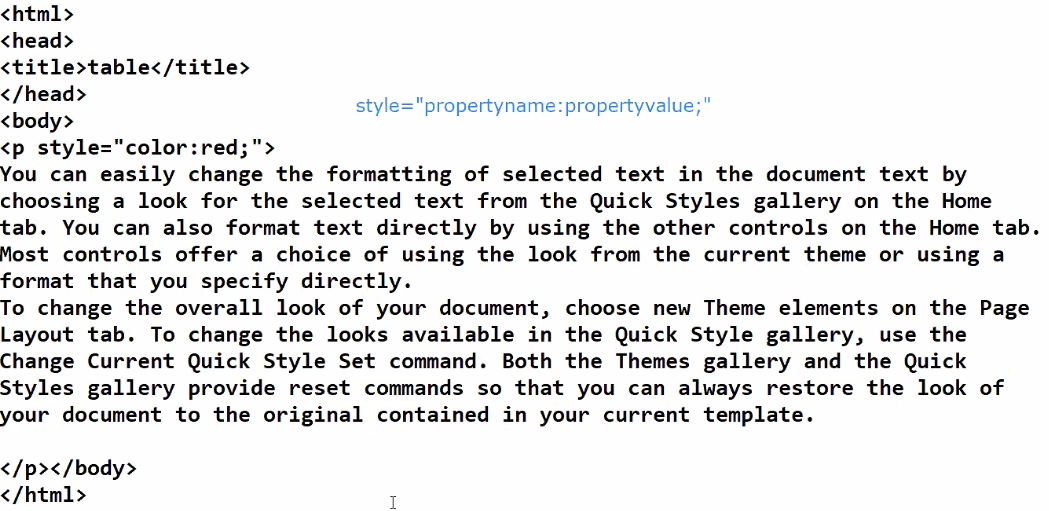 <html>
<head>
<title>table</title>
</head>
style="propertyname:propertyvalue;"
<body>
<p style="color:red;">
You can easily change the formatting of selected text in the document text by
choosing a look for the selected text from the Quick Styles gallery on the Home
tab. You can also format text directly by using the other controls on the Home tab.
Most controls offer a choice of using the look from the current theme or using a
format that you specify directly.
To change the overall look of your document, choose new Theme elements on the Page
Layout tab. To change the looks available in the Quick Style gallery, use the
Change Current Quick Style Set command. Both the Themes gallery and the Quick
Styles gallery provide reset commands so that you can always restore the look of
your document to the original contained in your current template.
</p></body>
</html>